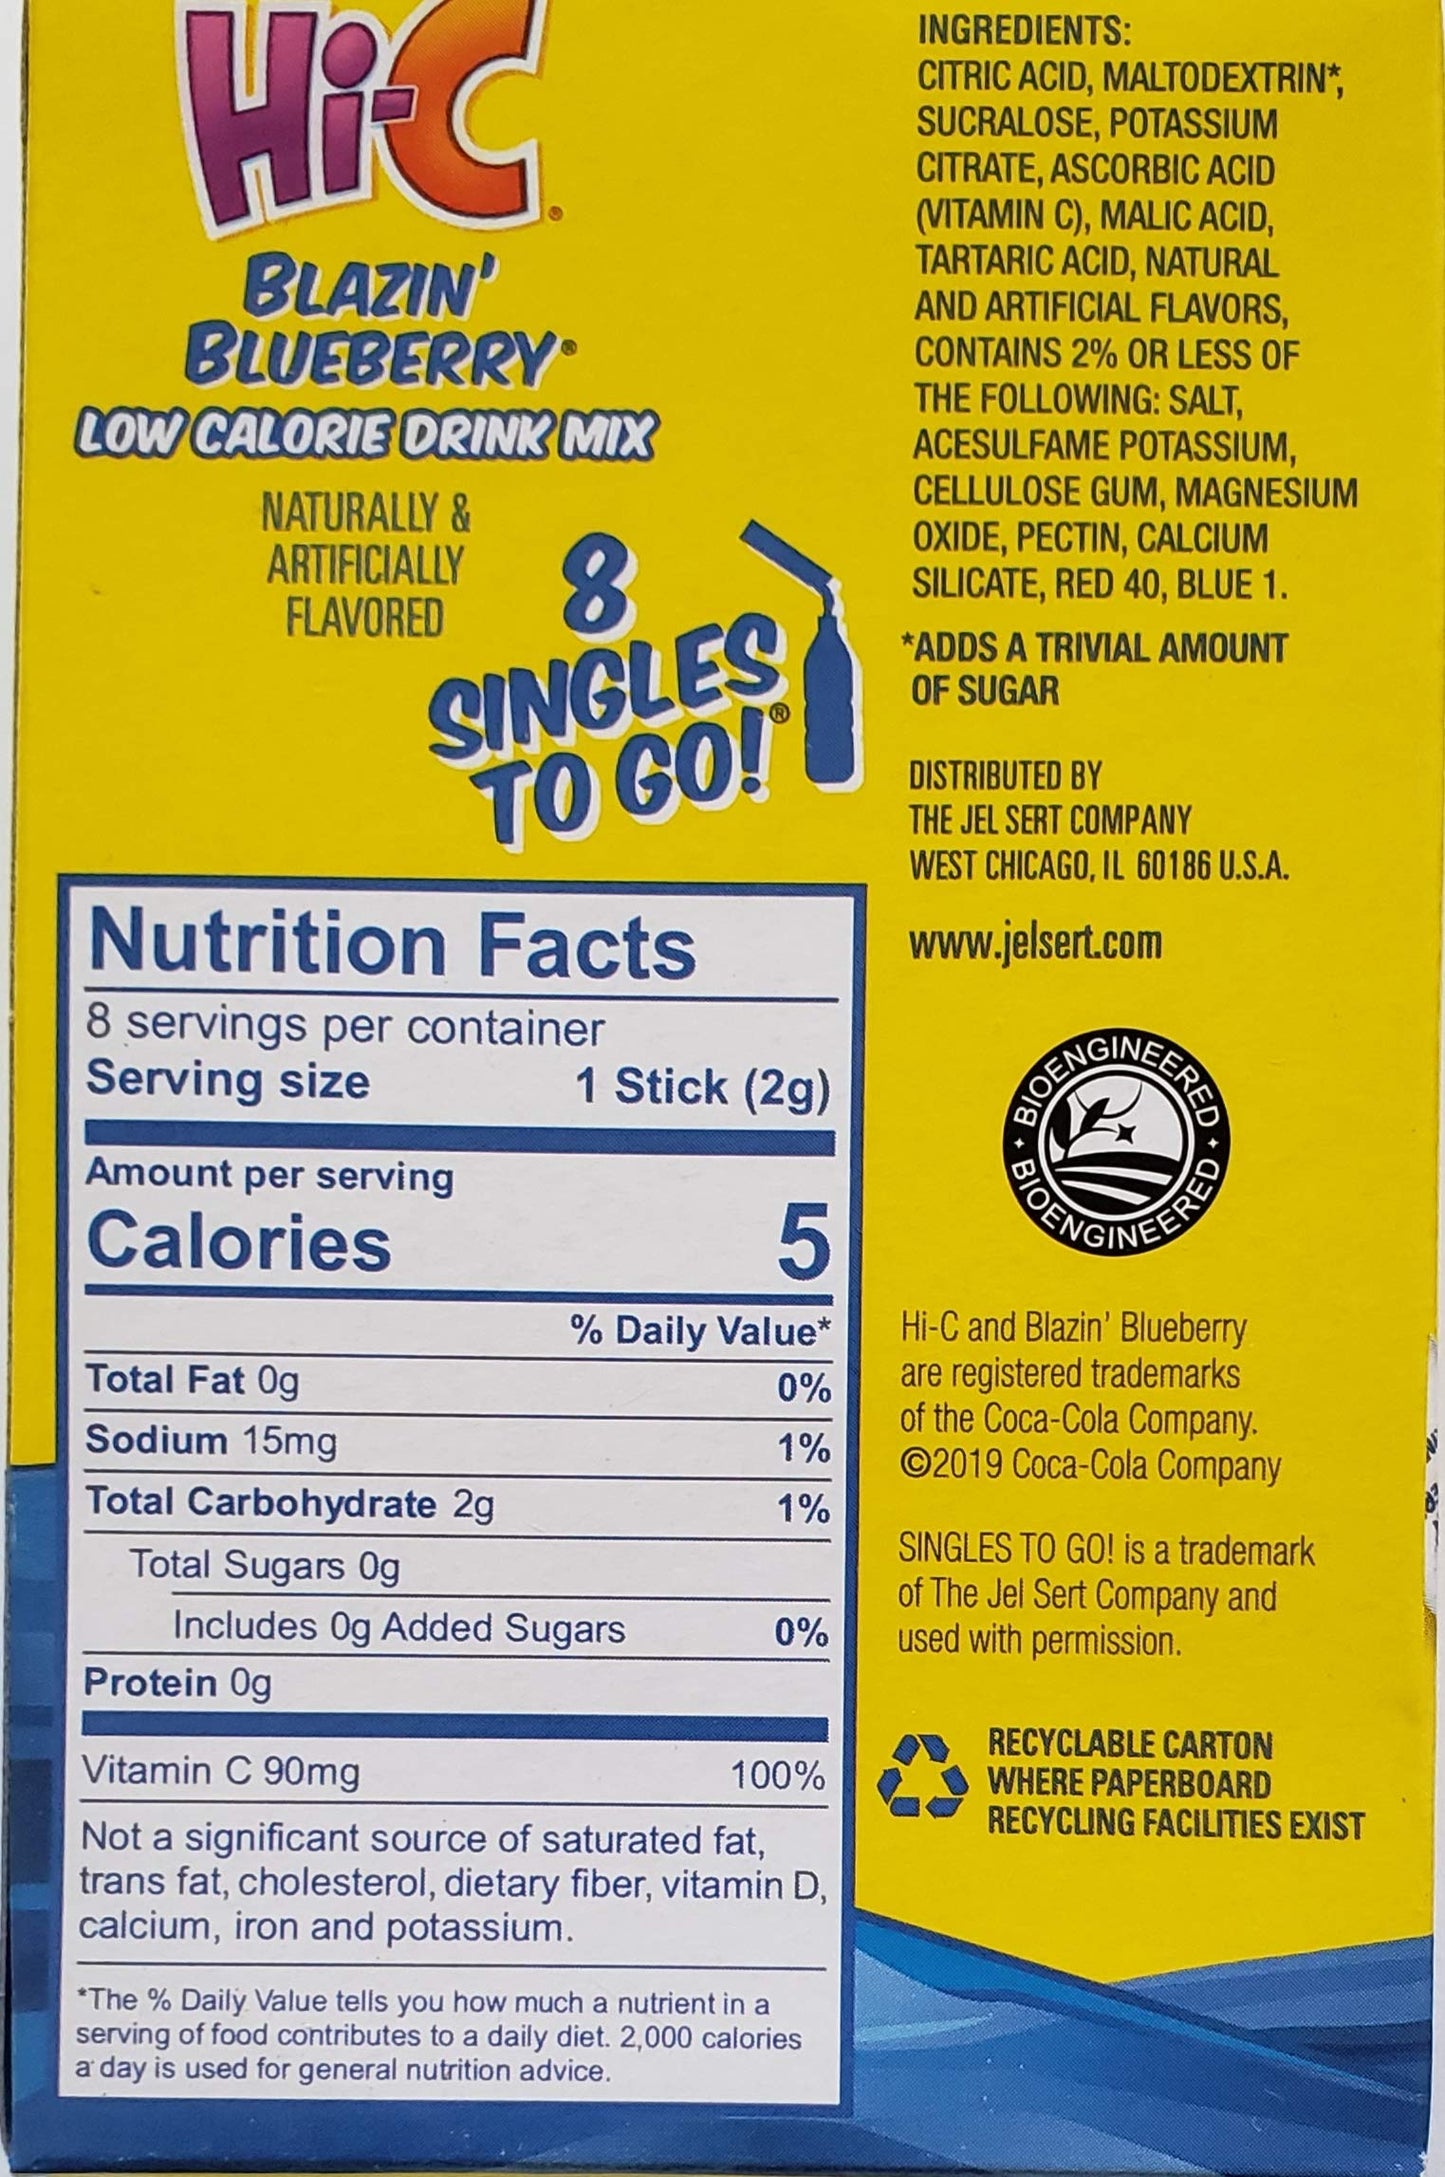 Hi-C®
BLAZIN'
BLUEBERRY®
LOW CALORIE DRINK MIX
NATURALLY &
ARTIFICIALLY
FLAVORED
8
SINGLES
TO GO!®
Nutrition Facts
8 servings per container
Serving size 1 Stick (2g)
Amount per serving
Calories 5
% Daily Value*
Total Fat 0g 0%
Sodium 15mg 1%
Total Carbohydrate 2g 1%
Total Sugars 0g
Includes 0g Added Sugars 0%
Protein 0g
Vitamin C 90mg 100%
Not a significant source of saturated fat,
trans fat, cholesterol, dietary fiber, vitamin D,
calcium, iron and potassium.
*The % Daily Value tells you how much a nutrient in a
serving of food contributes to a daily diet. 2,000 calories
a day is used for general nutrition advice.
INGREDIENTS:
CITRIC ACID, MALTODEXTRIN*,
SUCRALOSE, POTASSIUM
CITRATE, ASCORBIC ACID
(VITAMIN C), MALIC ACID,
TARTARIC ACID, NATURAL
AND ARTIFICIAL FLAVORS,
CONTAINS 2% OR LESS OF
THE FOLLOWING: SALT,
ACESULFAME POTASSIUM,
CELLULOSE GUM, MAGNESIUM
OXIDE, PECTIN, CALCIUM
SILICATE, RED 40, BLUE 1.
*ADDS A TRIVIAL AMOUNT
OF SUGAR
DISTRIBUTED BY
THE JEL SERT COMPANY
WEST CHICAGO, IL 60186 U.S.A.
www.jelsert.com
BIOENGINEERED
BIOENGINEERED
Hi-C and Blazin' Blueberry
are registered trademarks
of the Coca-Cola Company.
©2019 Coca-Cola Company
SINGLES TO GO! is a trademark
of The Jel Sert Company and
used with permission.
RECYCLABLE CARTON
WHERE PAPERBOARD
RECYCLING FACILITIES EXIST